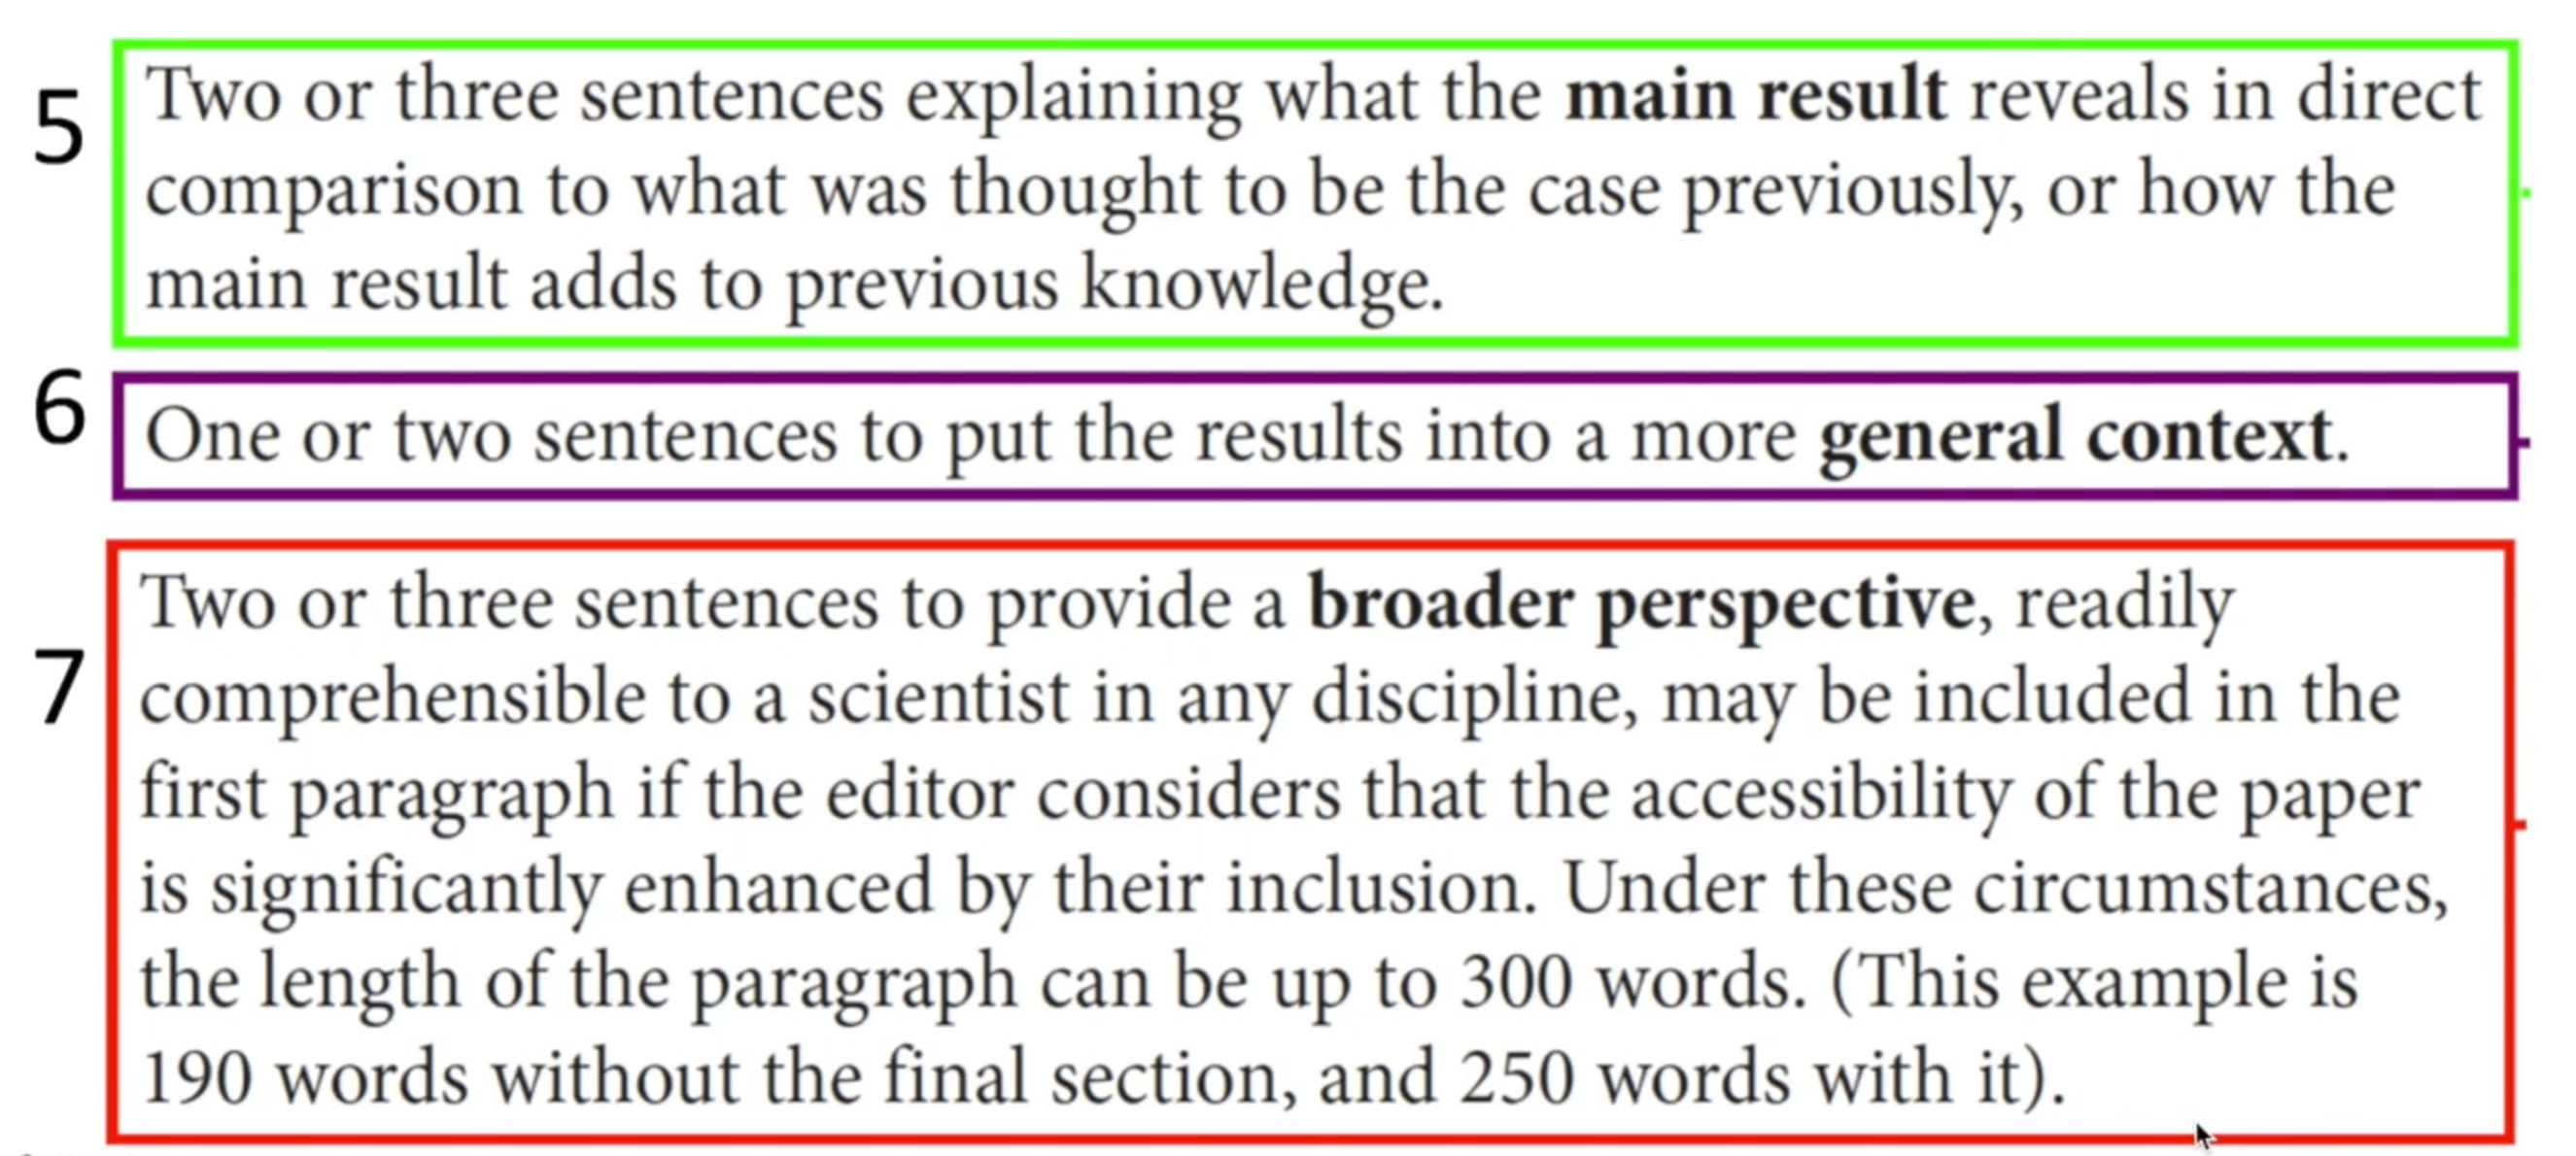 5
Two or three sentences explaining what the main result reveals in direct
comparison to what was thought to be the case previously, or how the
main result adds to previous knowledge.
6
One or two sentences to put the results into a more general context.
7
Two or three sentences to provide a broader perspective, readily
comprehensible to a scientist in any discipline, may be included in the
first paragraph if the editor considers that the accessibility of the paper
is significantly enhanced by their inclusion. Under these circumstances,
the length of the paragraph can be up to 300 words. (This example is
190 words without the final section, and 250 words with it).